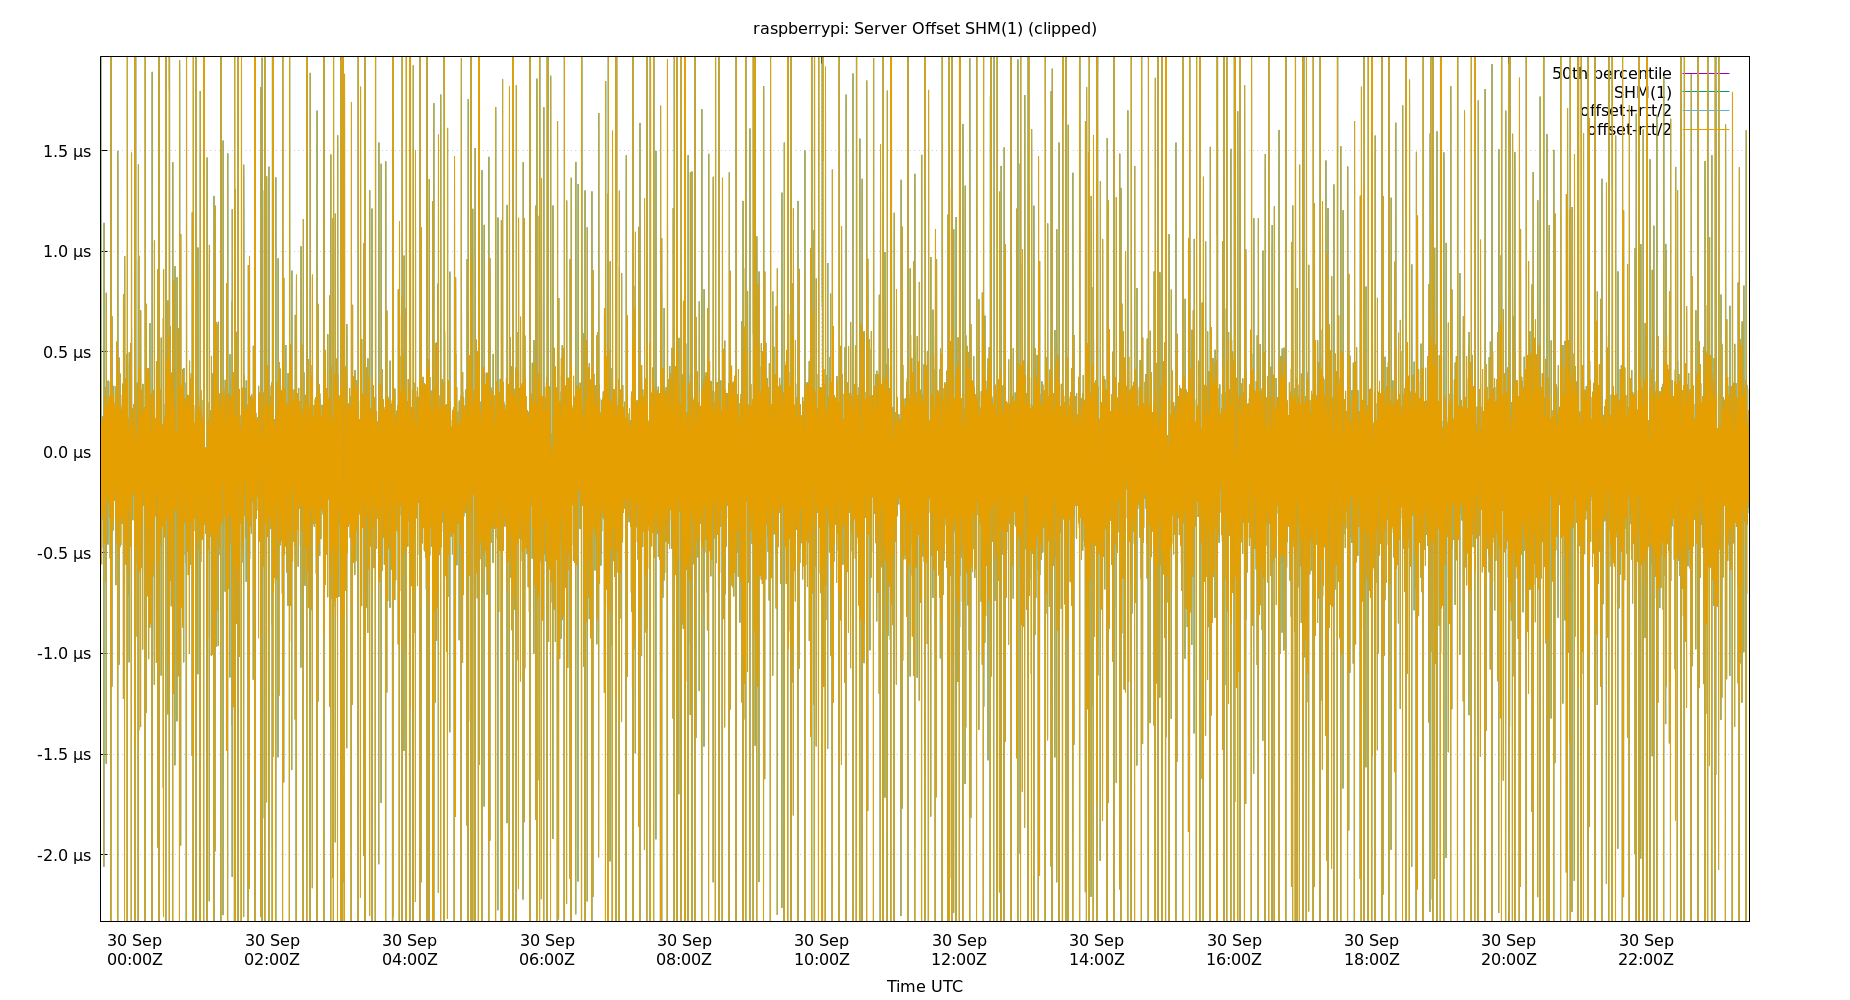 raspberrypi: Server Offset SHM(1) (clipped)
50th percentile
SHM(1)
offset+rtt/2
offset-rtt/2
1.5 µs
1.0 µs
0.5 µs
0.0 µs
-0.5 µs
-1.0 µs
-1.5 µs
-2.0 µs
30 Sep 30 Sep 30 Sep 30 Sep 30 Sep 30 Sep 30 Sep 30 Sep 30 Sep 30 Sep 30 Sep 30 Sep
00:00Z 02:00Z 04:00Z 06:00Z 08:00Z 10:00Z 12:00Z 14:00Z 16:00Z 18:00Z 20:00Z 22:00Z
Time UTC